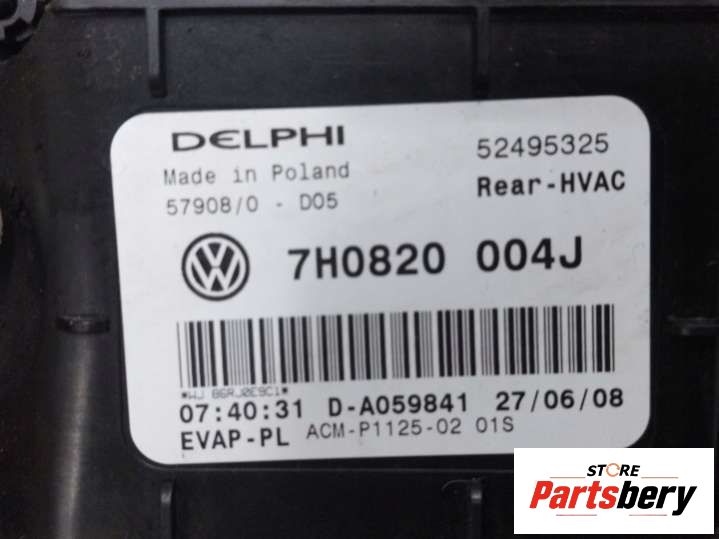 DELPHI
52495325
Made in Poland
Rear-HVAC
57908/0 - D05
7H0820 004J
07:40:31 D-A059841 27/06/08
EVAP-PL ACM-P1125-02 01S
STORE
Partsbery